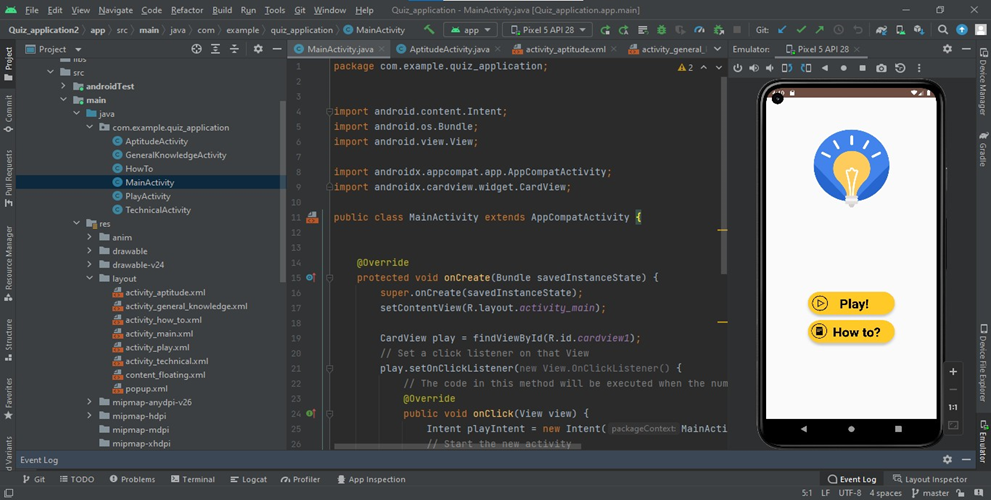 File Edit View Navigate Code Refactor Build Run Tools Git Window Help Quiz_application - MainActivity.java [Quiz_application.app.main]
Quiz_application2 > app > src > main > java > com > example > quiz_application > MainActivity app Pixel 5 API 28 Git:
Project
MainActivity.java AptitudeActivity.java activity_aptitude.xml activity_general_
Emulator: Pixel 5 API 28
Project
Commit
Pull Requests
Resource Manager
Structure
Favorites
d Variants
libs
src
androidTest
main
java
com.example.quiz_application
AptitudeActivity
GeneralKnowledgeActivity
HowTo
MainActivity
PlayActivity
TechnicalActivity
res
anim
drawable
drawable-v24
layout
activity_aptitude.xml
activity_general_knowledge.xml
activity_how_to.xml
activity_main.xml
activity_play.xml
activity_technical.xml
content_floating.xml
popup.xml
mipmap-anydpi-v26
mipmap-hdpi
mipmap-mdpi
mipmap-xhdpi
2
1 package com.example.quiz_application;
2
3
4 import android.content.Intent;
5 import android.os.Bundle;
6 import android.view.View;
7
8 import androidx.appcompat.app.AppCompatActivity;
9 import androidx.cardview.widget.CardView;
10
11 public class MainActivity extends AppCompatActivity {
12
13
14 @Override
15 protected void onCreate(Bundle savedInstanceState) {
16 super.onCreate(savedInstanceState);
17 setContentView(R.layout.activity_main);
18
19 CardView play = findViewById(R.id.cardview1);
20 // Set a click listener on that View
21 play.setOnClickListener(new View.OnClickListener() {
22 // The code in this method will be executed when the num
23 @Override
24 public void onClick(View view) {
25 Intent playIntent = new Intent( packageContext: MainActi
26 // Start the new activity
Play!
How to?
1:1
Device Manager
Gradle
Device File Explorer
Emulator
Event Log
Git TODO Problems Terminal Logcat Profiler App Inspection Event Log Layout Inspector
5:1 LF UTF-8 4 spaces master